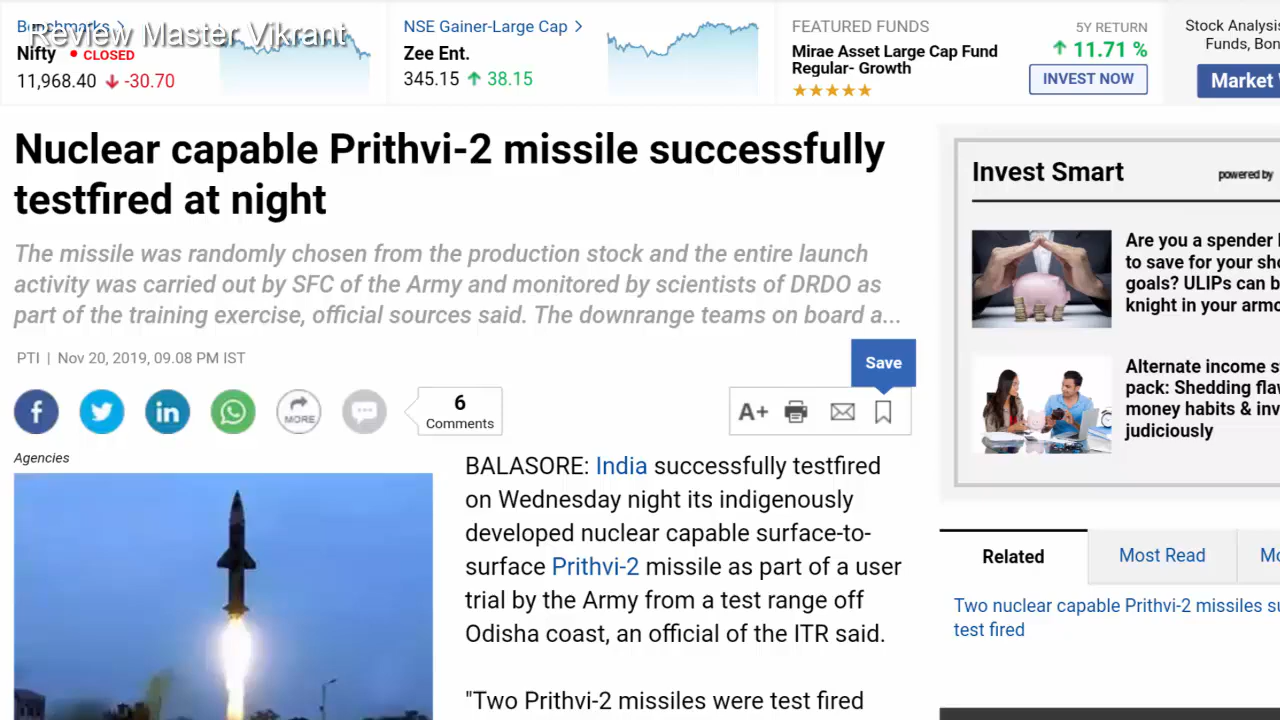 Benchmarks >
Review Master Vikrant
Nifty • CLOSED
11,968.40 -30.70
NSE Gainer-Large Cap >
Zee Ent.
345.15 38.15
FEATURED FUNDS
Mirae Asset Large Cap Fund
Regular- Growth
★★★★★
5Y RETURN
11.71 %
INVEST NOW
Stock Analysis
Funds, Bon
Market
Nuclear capable Prithvi-2 missile successfully
testfired at night
The missile was randomly chosen from the production stock and the entire launch
activity was carried out by SFC of the Army and monitored by scientists of DRDO as
part of the training exercise, official sources said. The downrange teams on board a...
PTI | Nov 20, 2019, 09.08 PM IST
Save
MORE
6
Comments
A+
Agencies
BALASORE: India successfully testfired
on Wednesday night its indigenously
developed nuclear capable surface-to-
surface Prithvi-2 missile as part of a user
trial by the Army from a test range off
Odisha coast, an official of the ITR said.
"Two Prithvi-2 missiles were test fired
Invest Smart
powered by
Are you a spender
to save for your sho
goals? ULIPs can b
knight in your armo
Alternate income s
pack: Shedding flaw
money habits & inv
judiciously
Related
Most Read
Mo
Two nuclear capable Prithvi-2 missiles su
test fired